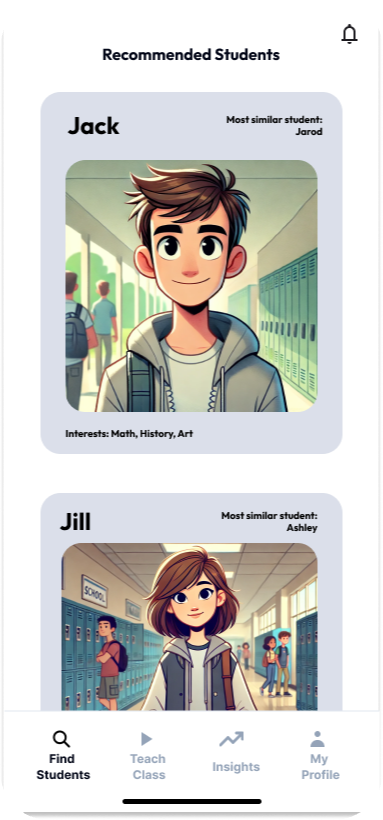 Recommended Students
Jack
Most similar student:
Jarod
Interests: Math, History, Art
Jill
Most similar student:
Ashley
SCHOOL
Find
Students
Teach
Class
Insights
My
Profile